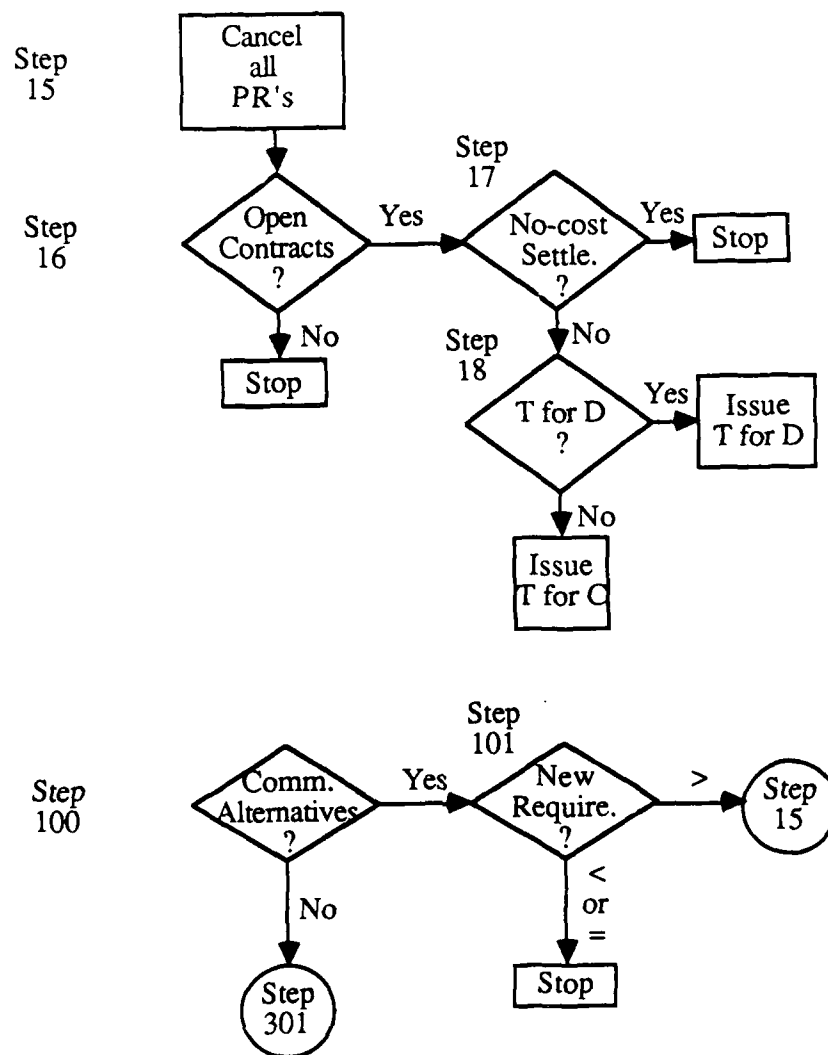 Step
15
Cancel
all
PR's
Step
16
Open
Contracts
?
Yes
Step
17
No-cost
Settle.
?
Yes
Stop
No
Stop
No
Step
18
T for D
?
Yes
Issue
T for D
No
Issue
T for C
Step
100
Comm.
Alternatives
?
Yes
Step
101
New
Require.
?
>
Step
15
No
Step
301
<
or
=
Stop